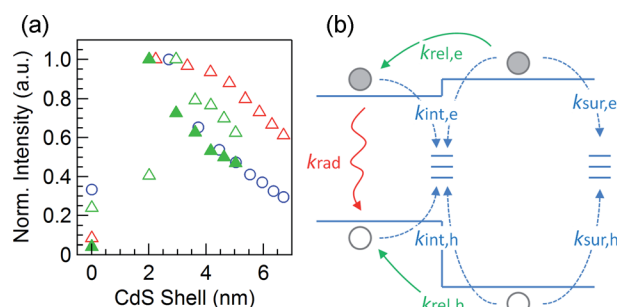 (a)
(b)
Norm. Intensity (a.u.)
1.0
0.8
0.6
0.4
0.2
0
0
2
4
6
CdS Shell (nm)
krel,e
kint,e
ksur,e
krad
kint,h
ksur,h
krel,h